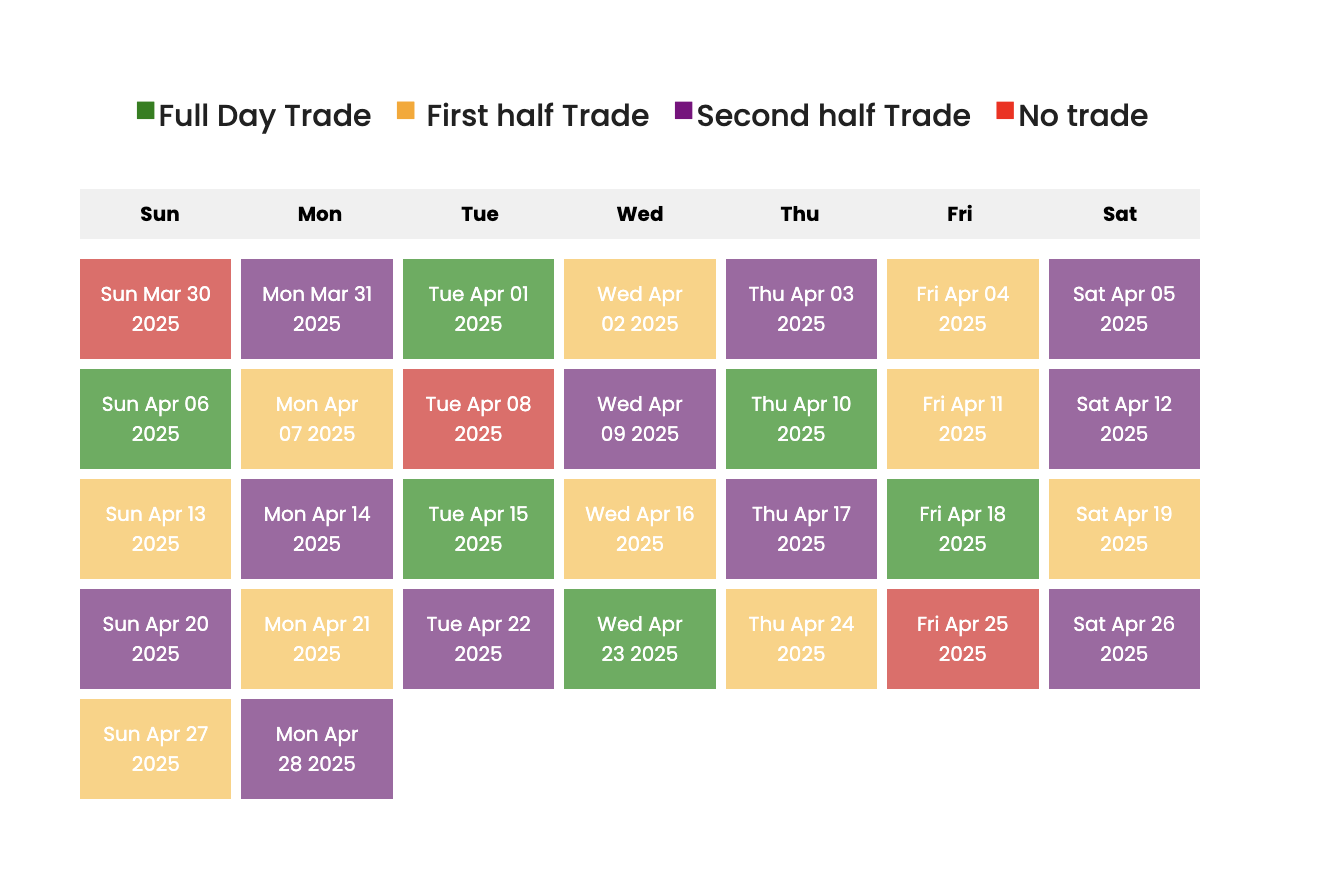 Full Day Trade First half Trade Second half Trade No trade
Sun Mon Tue Wed Thu Fri Sat
Sun Mar 30
2025
Mon Mar 31
2025
Tue Apr 01
2025
Wed Apr
02 2025
Thu Apr 03
2025
Fri Apr 04
2025
Sat Apr 05
2025
Sun Apr 06
2025
Mon Apr
07 2025
Tue Apr 08
2025
Wed Apr
09 2025
Thu Apr 10
2025
Fri Apr 11
2025
Sat Apr 12
2025
Sun Apr 13
2025
Mon Apr 14
2025
Tue Apr 15
2025
Wed Apr 16
2025
Thu Apr 17
2025
Fri Apr 18
2025
Sat Apr 19
2025
Sun Apr 20
2025
Mon Apr 21
2025
Tue Apr 22
2025
Wed Apr
23 2025
Thu Apr 24
2025
Fri Apr 25
2025
Sat Apr 26
2025
Sun Apr 27
2025
Mon Apr
28 2025